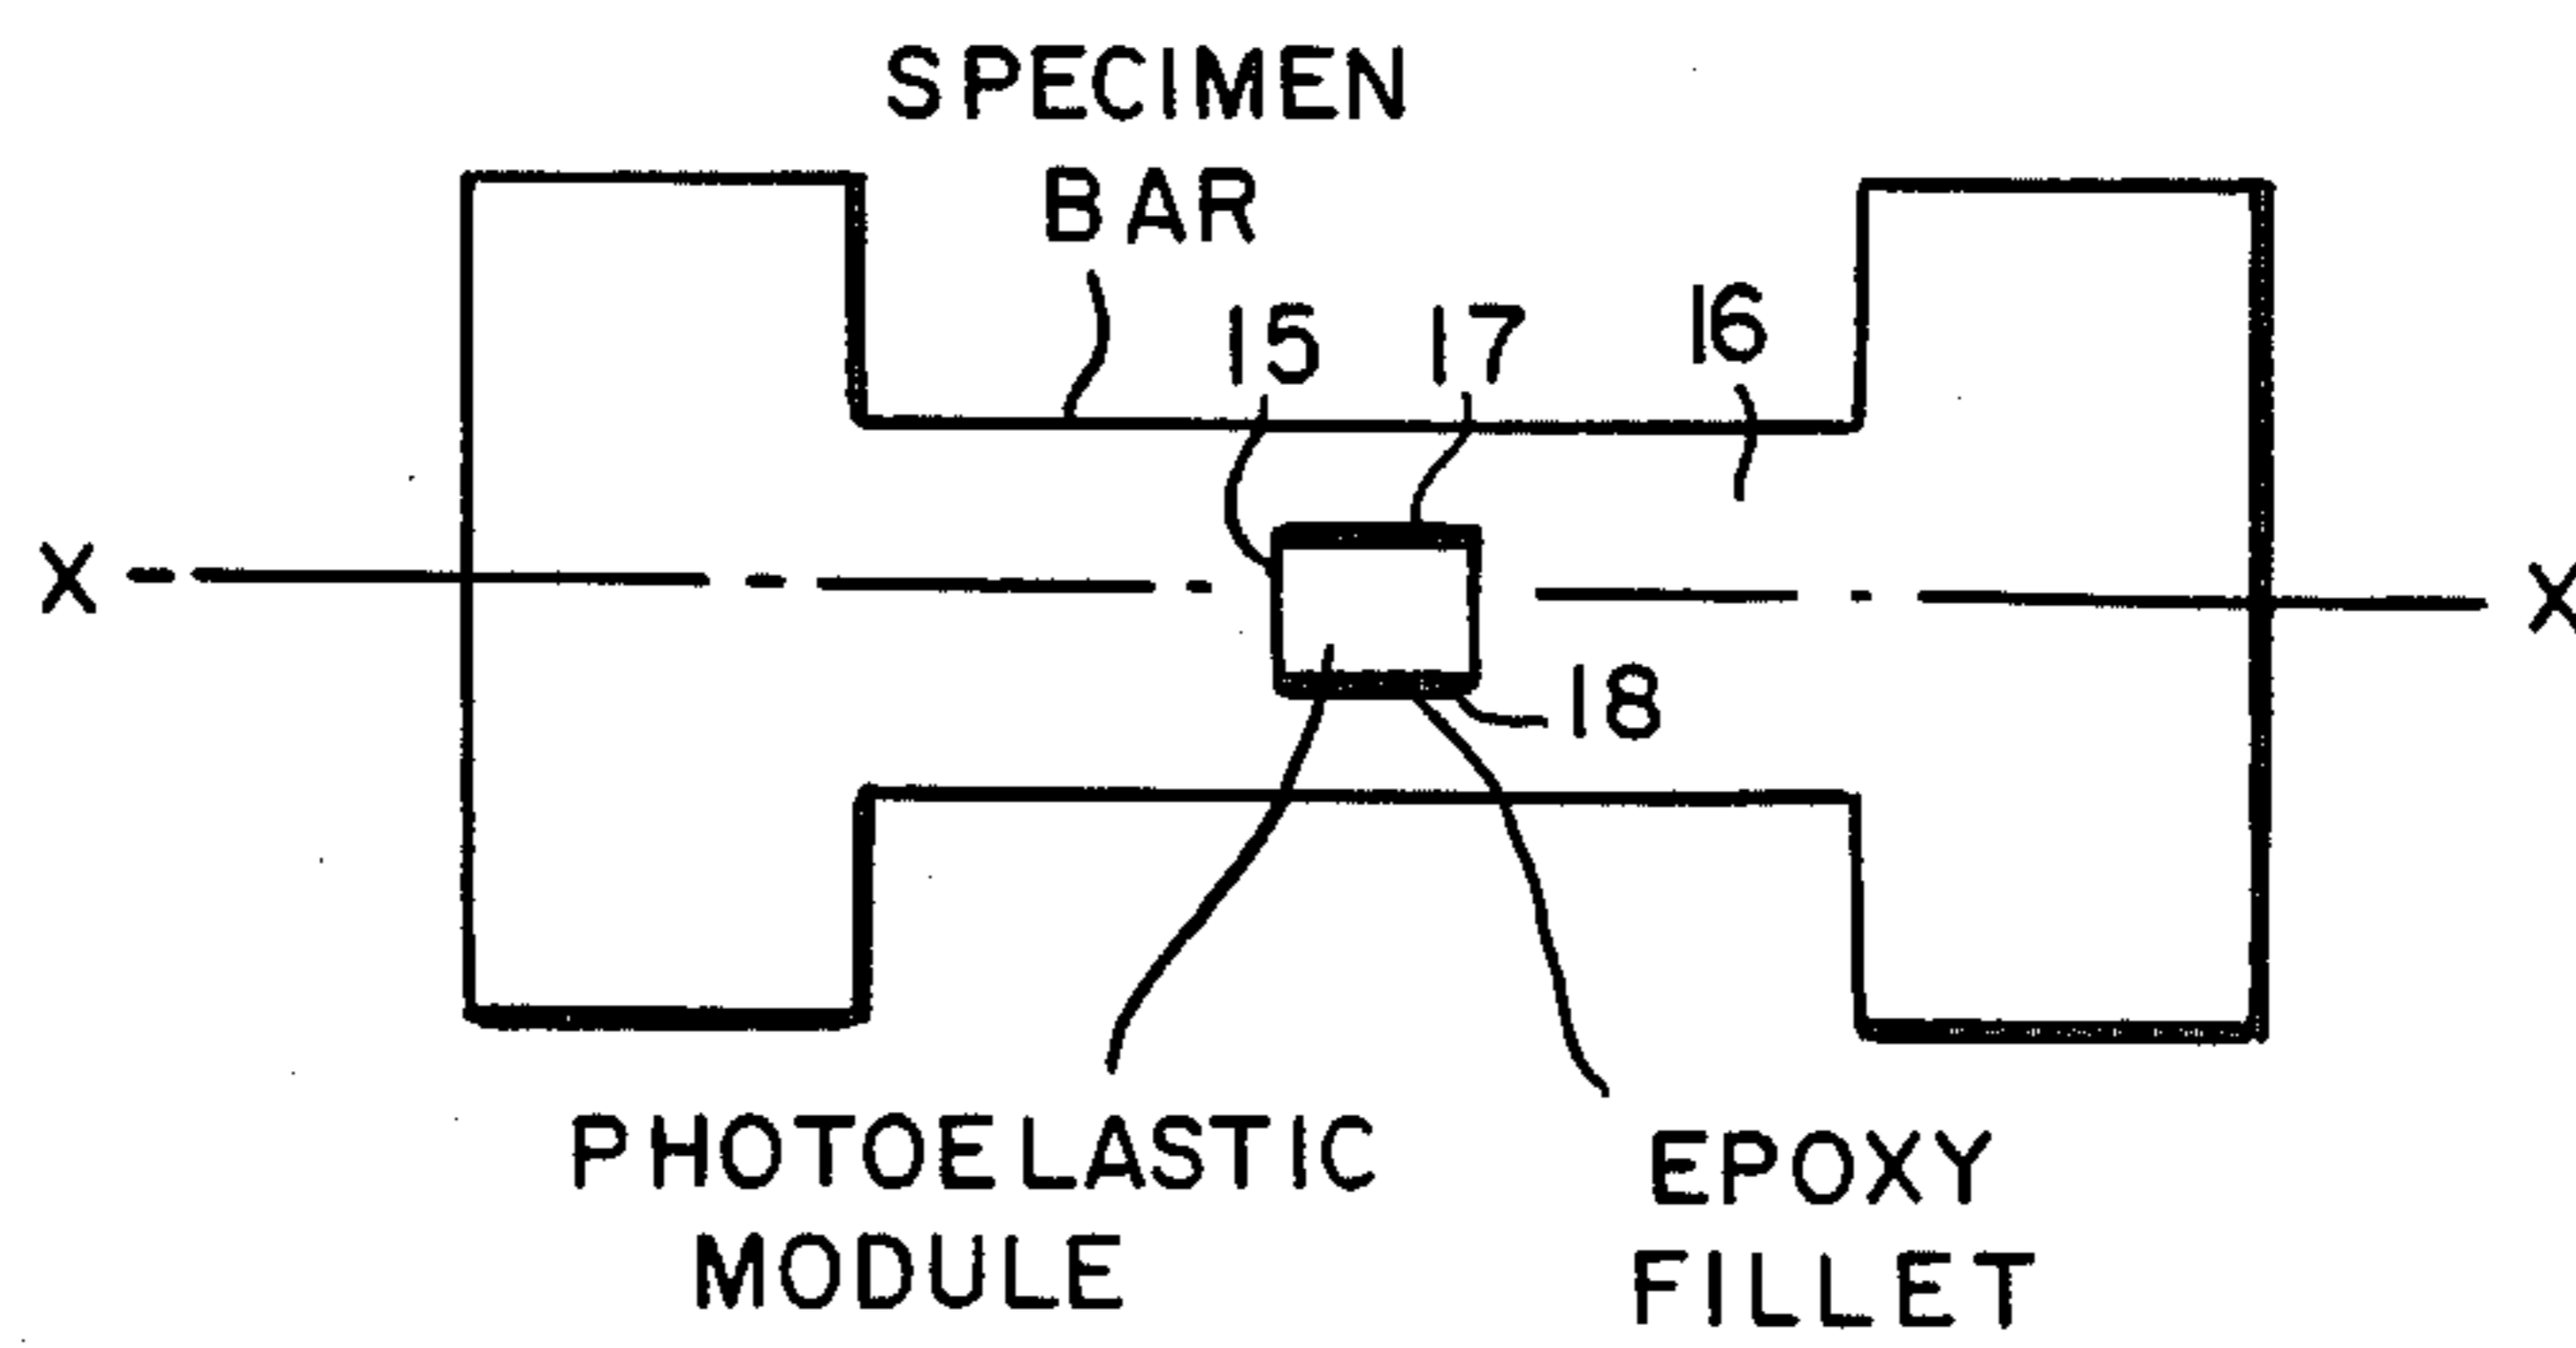 SPECIMEN
BAR
15 17 16
X X
18
PHOTOELASTIC
MODULE
EPOXY
FILLET